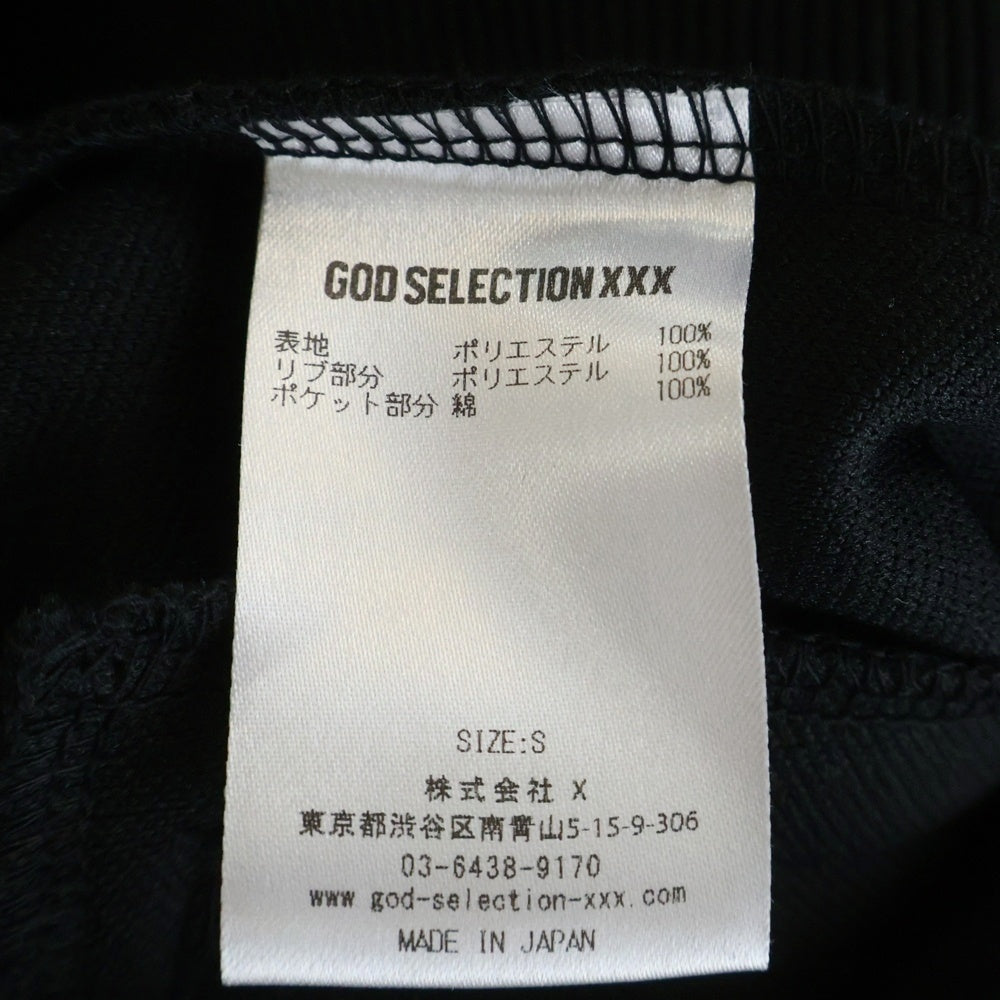 GOD SELECTION XXX
表地 ポリエステル 100%
リブ部分 ポリエステル 100%
ポケット部分 綿 100%
SIZE:S
株式会社 X
東京都渋谷区南青山5-15-9-306
03-6438-9170
www god-selection-xxx.com
MADE IN JAPAN